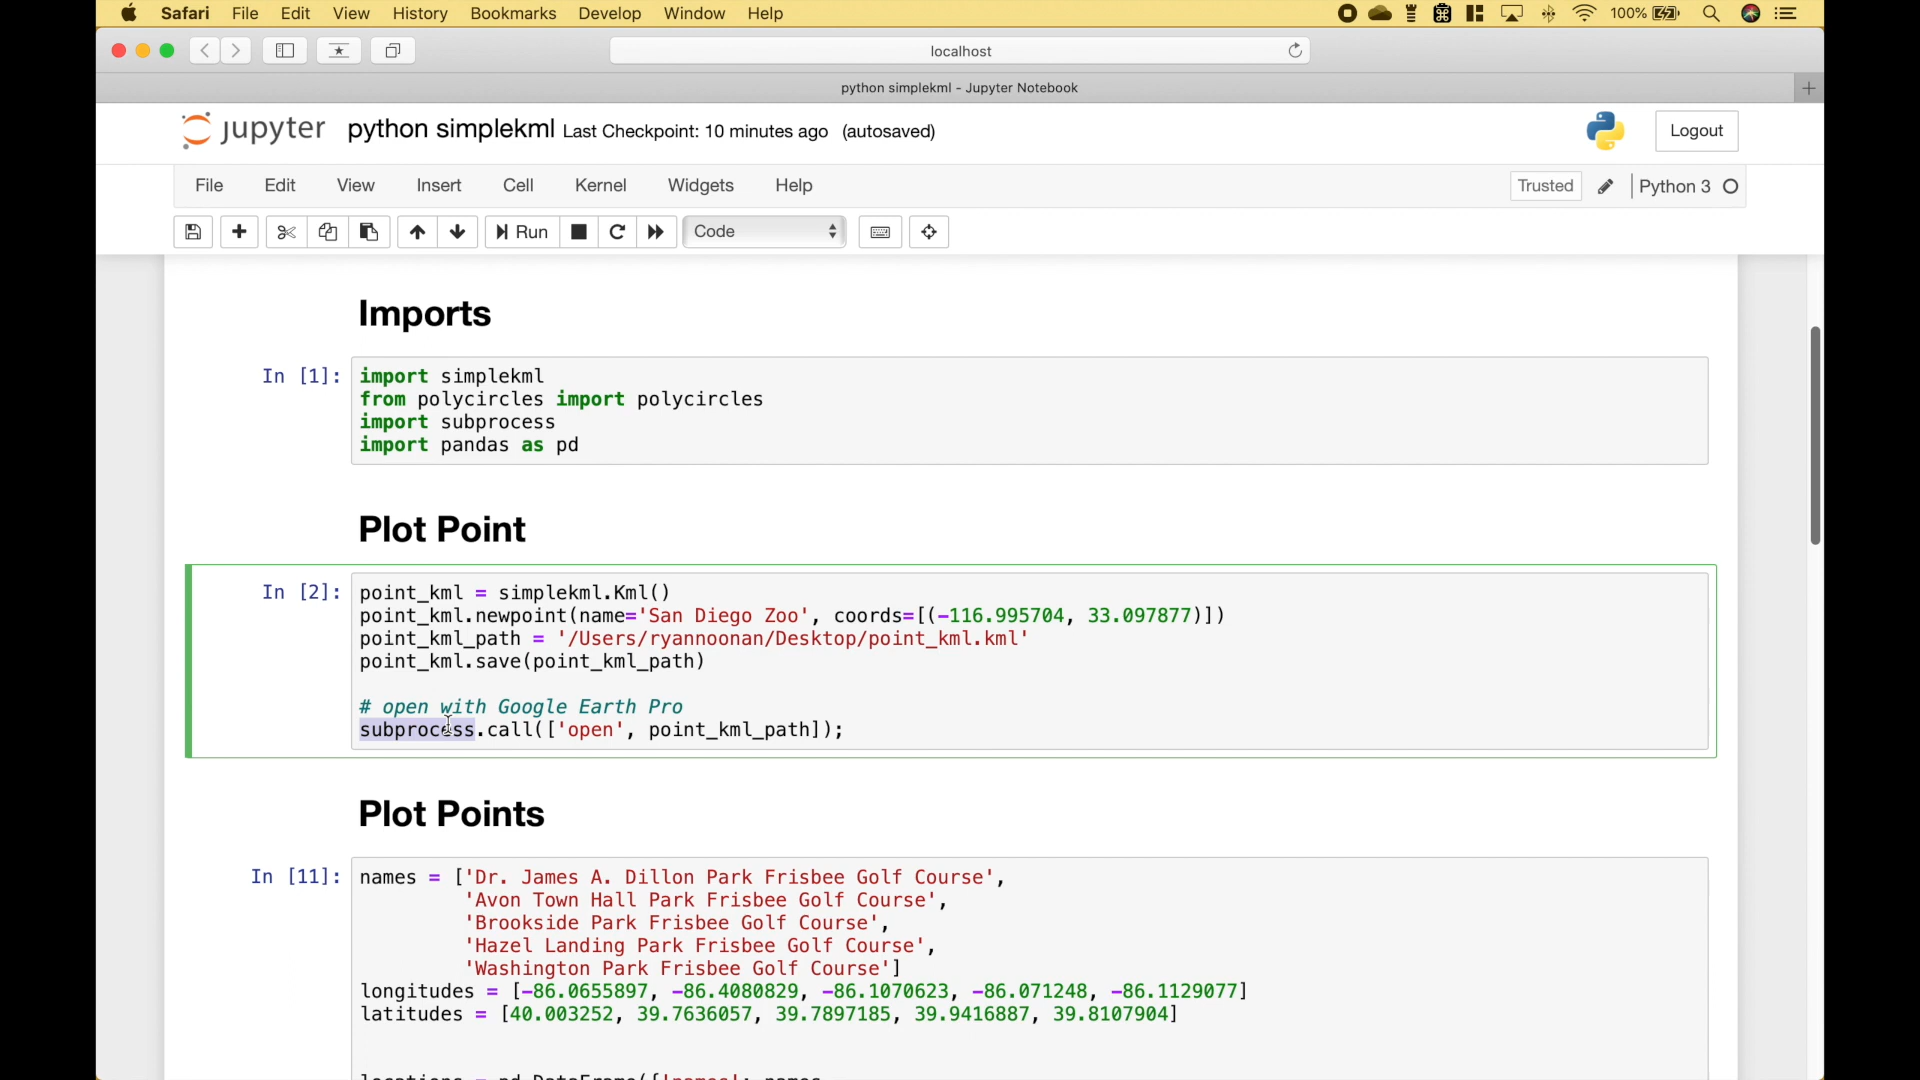 Safari File Edit View History Bookmarks Develop Window Help 100%
localhost
python simplekml - Jupyter Notebook
jupyter python simplekml Last Checkpoint: 10 minutes ago (autosaved) Logout
File Edit View Insert Cell Kernel Widgets Help Trusted Python 3
Run Code
Imports
In [1]: import simplekml
from polycircles import polycircles
import subprocess
import pandas as pd
Plot Point
In [2]: point_kml = simplekml.Kml()
point_kml.newpoint(name='San Diego Zoo', coords=[(-116.995704, 33.097877)])
point_kml_path = '/Users/ryannoonan/Desktop/point_kml.kml'
point_kml.save(point_kml_path)
# open with Google Earth Pro
subprocess.call(['open', point_kml_path]);
Plot Points
In [11]: names = ['Dr. James A. Dillon Park Frisbee Golf Course',
'Avon Town Hall Park Frisbee Golf Course',
'Brookside Park Frisbee Golf Course',
'Hazel Landing Park Frisbee Golf Course',
'Washington Park Frisbee Golf Course']
longitudes = [-86.0655897, -86.4080829, -86.1070623, -86.071248, -86.1129077]
latitudes = [40.003252, 39.7636057, 39.7897185, 39.9416887, 39.8107904]